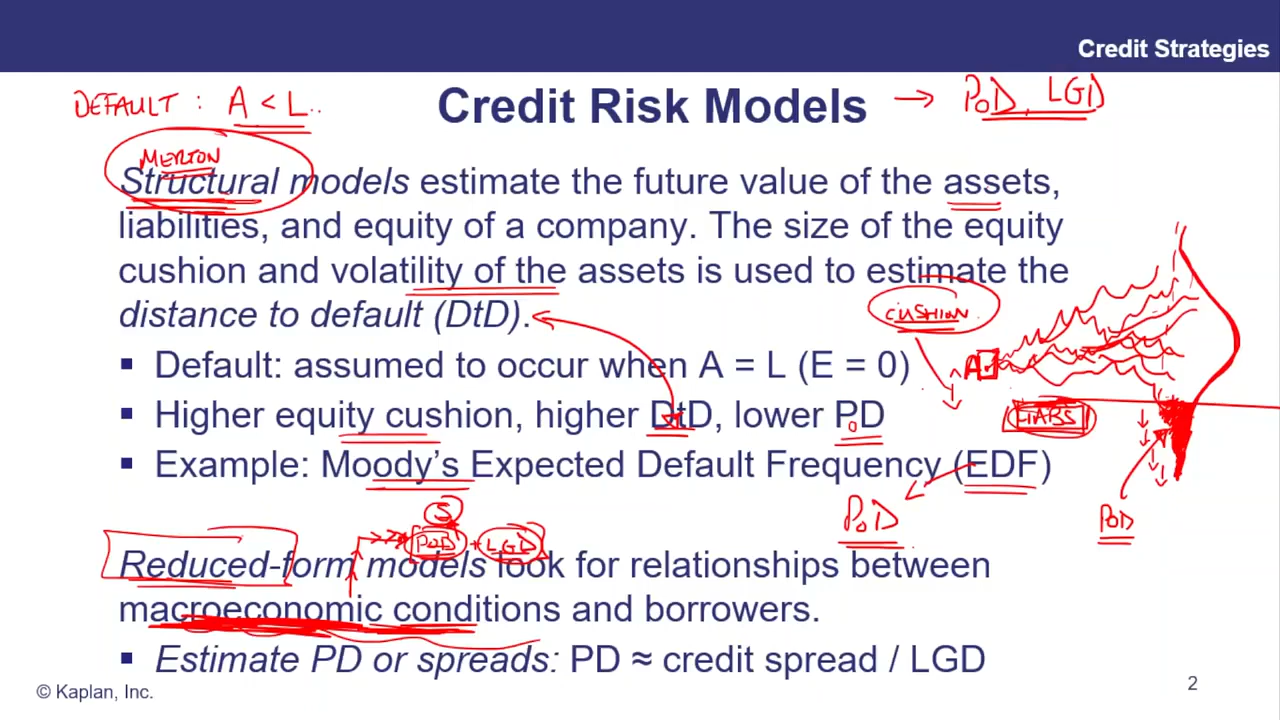 Credit Strategies
DEFAULT : A < L..
Credit Risk Models → PoD, LGD
MERTON
Structural models estimate the future value of the assets,
liabilities, and equity of a company. The size of the equity
cushion and volatility of the assets is used to estimate the
distance to default (DtD).
CUSHION
▪ Default: assumed to occur when A = L (E = 0)
A
▪ Higher equity cushion, higher DtD, lower PoD
LIABS
▪ Example: Moody's Expected Default Frequency (EDF)
PoD
PoD
S
PoD + LGD
Reduced-form models look for relationships between
macroeconomic conditions and borrowers.
▪ Estimate PD or spreads: PD ≈ credit spread / LGD
© Kaplan, Inc.
2